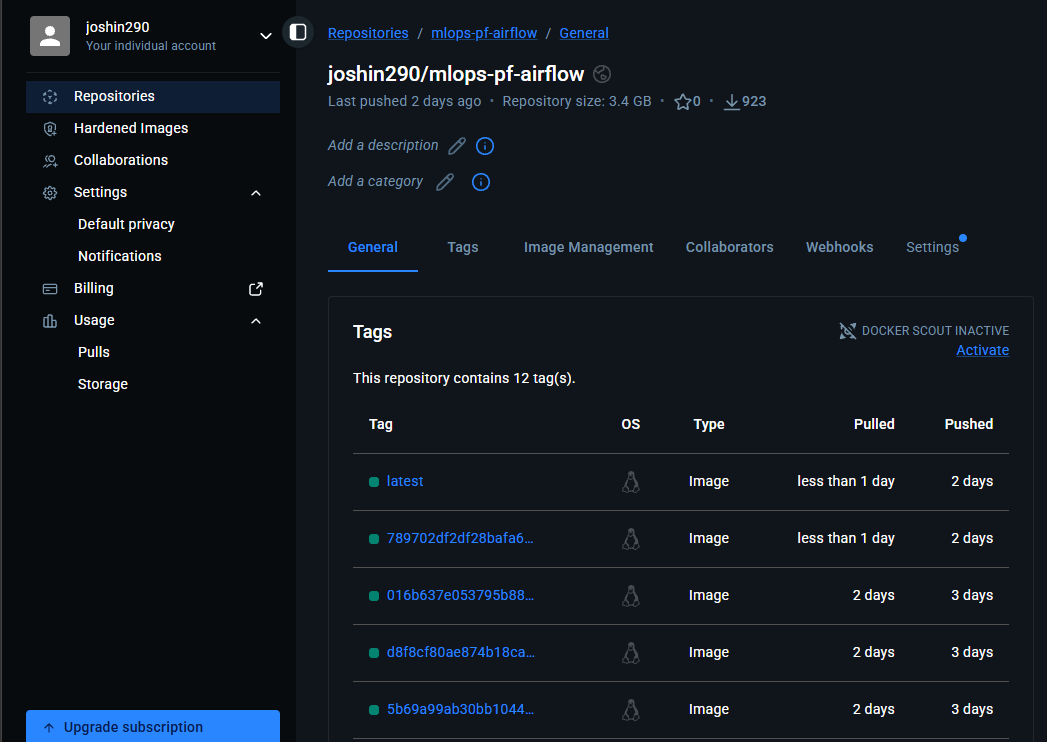 joshin290
Your individual account
Repositories
Hardened Images
Collaborations
Settings
Default privacy
Notifications
Billing
Usage
Pulls
Storage
Upgrade subscription
Repositories / mlops-pf-airflow / General
joshin290/mlops-pf-airflow
Last pushed 2 days ago • Repository size: 3.4 GB • 0 • 923
Add a description
Add a category
General Tags Image Management Collaborators Webhooks Settings
Tags
DOCKER SCOUT INACTIVE
Activate
This repository contains 12 tag(s).
Tag OS Type Pulled Pushed
latest Image less than 1 day 2 days
789702df2df28bafa6... Image less than 1 day 2 days
016b637e053795b88... Image 2 days 3 days
d8f8cf80ae874b18ca... Image 2 days 3 days
5b69a99ab30bb1044... Image 2 days 3 days